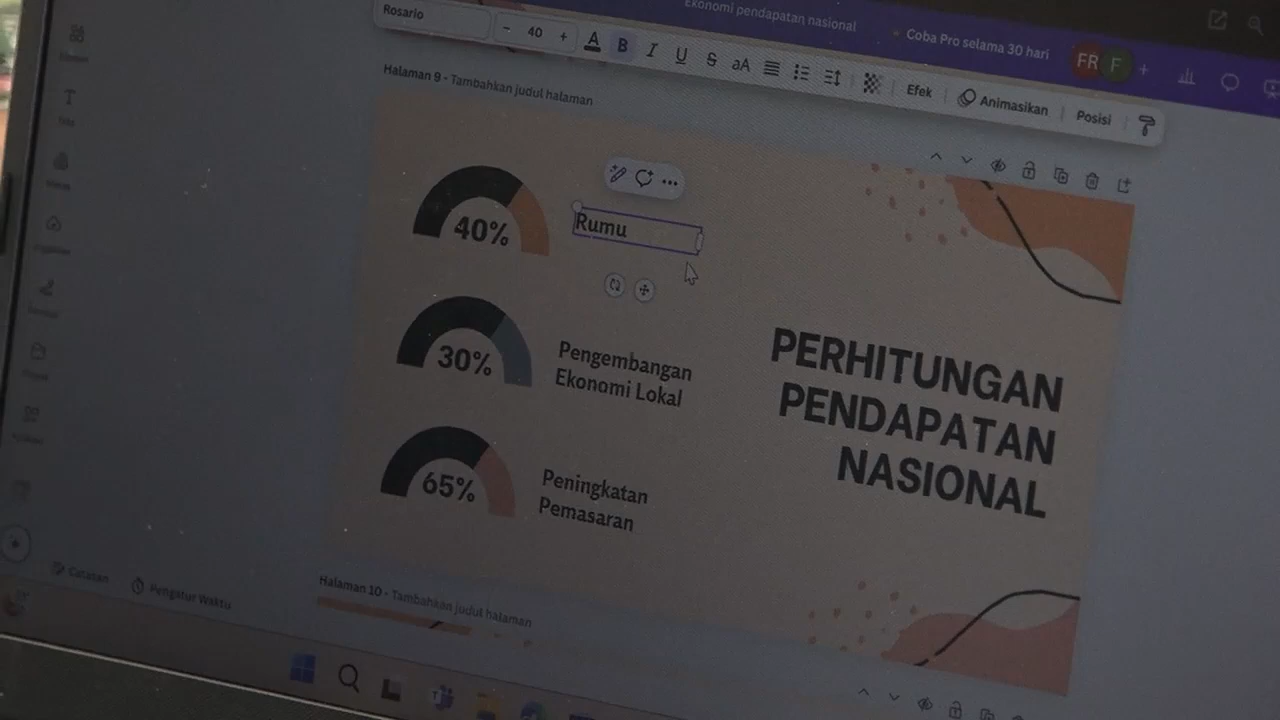 Ekonomi pendapatan nasional
Coba Pro selama 30 hari
FR
F
Rosario
40
A
B
I
U
S
aA
Efek
Animasikan
Posisi
Halaman 9 - Tambahkan judul halaman
40%
Rumu
30%
Pengembangan
Ekonomi Lokal
65%
Peningkatan
Pemasaran
PERHITUNGAN
PENDAPATAN
NASIONAL
Catatan
Pengatur Waktu
Halaman 10 - Tambahkan judul halaman